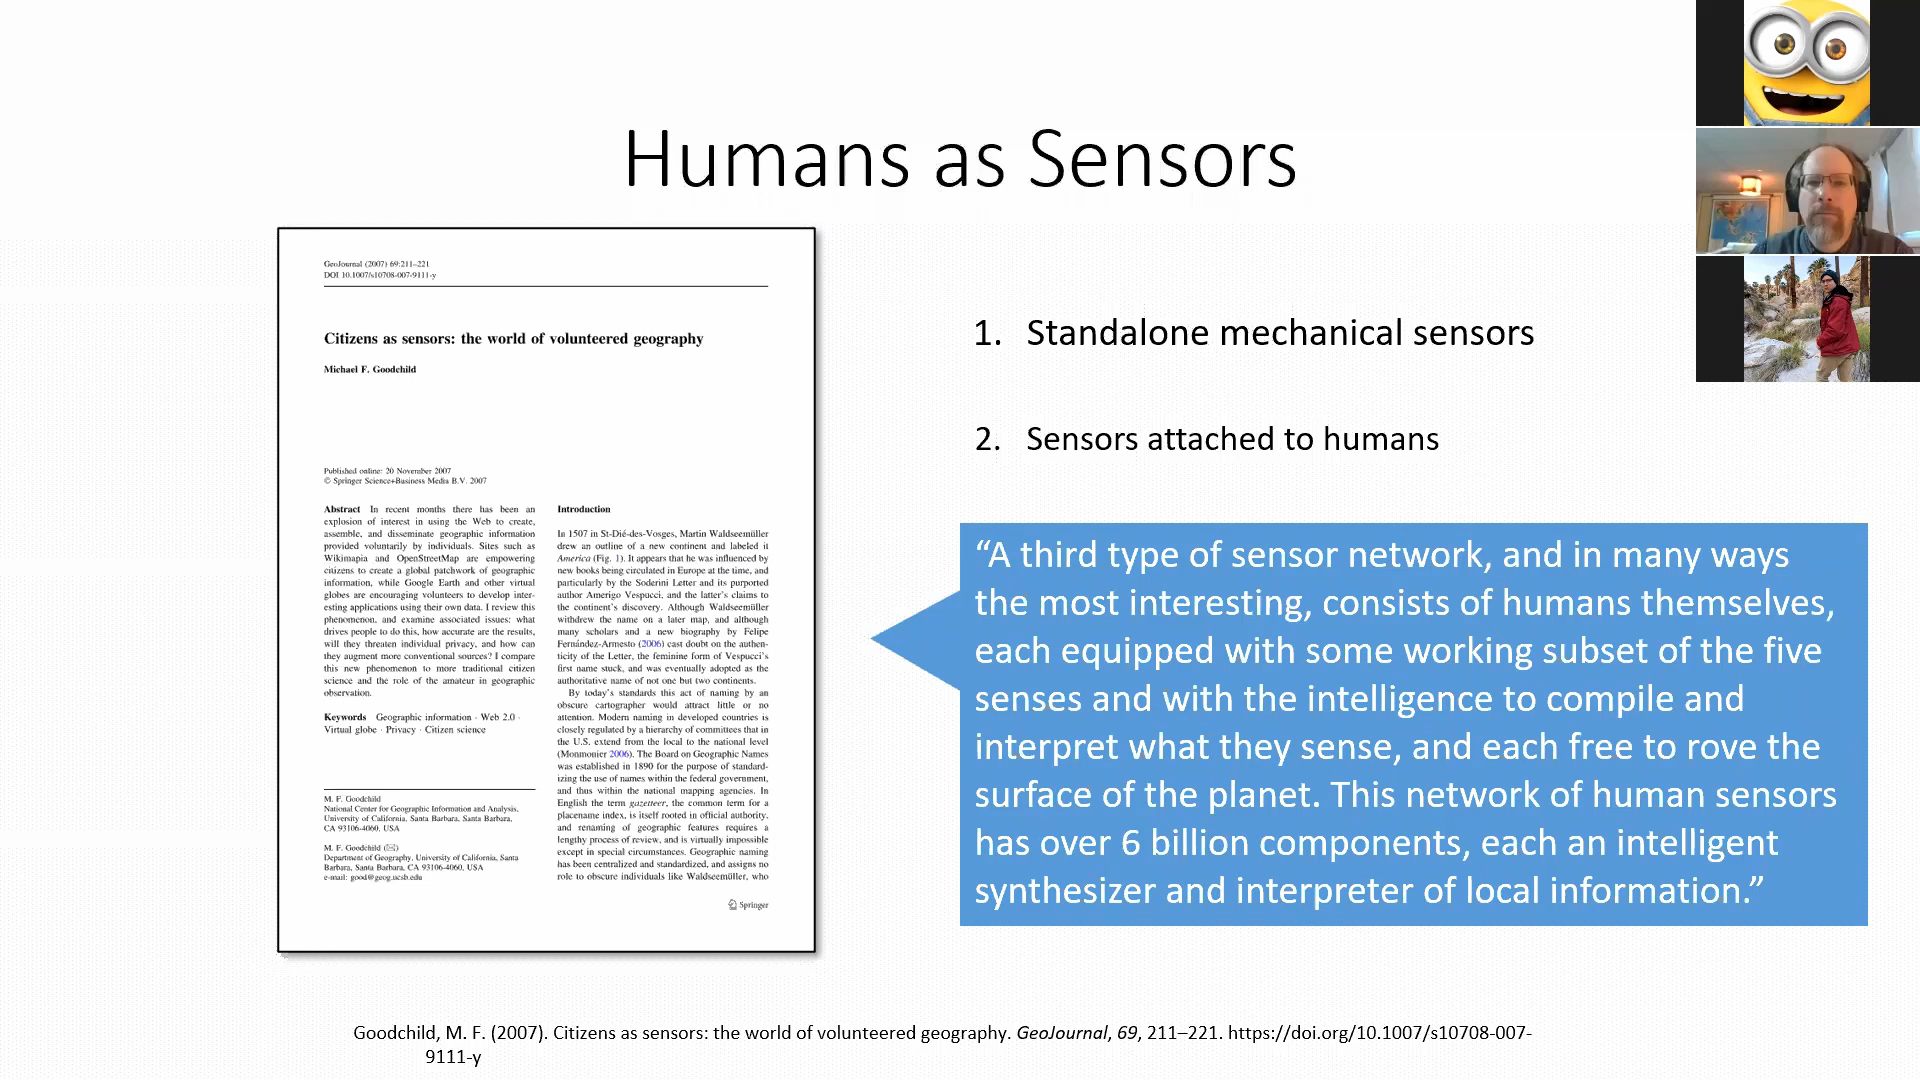 Humans as Sensors
GeoJournal (2007) 69:211–221
DOI 10.1007/s10708-007-9111-y
Citizens as sensors: the world of volunteered geography
Michael F. Goodchild
Published online: 20 November 2007
© Springer Science+Business Media B.V. 2007
Abstract In recent months there has been an
explosion of interest in using the Web to create,
assemble, and disseminate geographic information
provided voluntarily by individuals. Sites such as
Wikimapia and OpenStreetMap are empowering
citizens to create a global patchwork of geographic
information, while Google Earth and other virtual
globes are encouraging volunteers to develop inter-
esting applications using their own data. I review this
phenomenon, and examine associated issues: what
drives people to do this, how accurate are the results,
will they threaten individual privacy, and how can
they augment more conventional sources? I compare
this new phenomenon to more traditional citizen
science and the role of the amateur in geographic
observation.
Keywords Geographic information · Web 2.0 ·
Virtual globe · Privacy · Citizen science
M. F. Goodchild
National Center for Geographic Information and Analysis,
University of California, Santa Barbara, Santa Barbara,
CA 93106-4060, USA
M. F. Goodchild (✉)
Department of Geography, University of California, Santa
Barbara, Santa Barbara, CA 93106-4060, USA
e-mail: good@geog.ucsb.edu
Introduction
In 1507 in St-Dié-des-Vosges, Martin Waldseemüller
drew an outline of a new continent and labeled it
America (Fig. 1). It appears that he was influenced by
new books being circulated in Europe at the time, and
particularly by the Soderini Letter and its purported
author Amerigo Vespucci, and the latter's claims to
the continent's discovery. Although Waldseemüller
withdrew the name on a later map, and although
many scholars and a new biography by Felipe
Fernández-Armesto (2006) cast doubt on the authen-
ticity of the Letter, the feminine form of Vespucci's
first name stuck, and was eventually adopted as the
authoritative name of not one but two continents.
By today's standards this act of naming by an
obscure cartographer would attract little or no
attention. Modern naming in developed countries is
closely regulated by a hierarchy of committees that in
the U.S. extend from the local to the national level
(Monmonier 2006). The Board on Geographic Names
was established in 1890 for the purpose of standard-
izing the use of names within the federal government,
and thus within the national mapping agencies. In
English the term gazetteer, the common term for a
placename index, is itself rooted in official authority,
and renaming of geographic features requires a
lengthy process of review, and is virtually impossible
except in special circumstances. Geographic naming
has been centralized and standardized, and assigns no
role to obscure individuals like Waldseemüller, who
Springer
1. Standalone mechanical sensors
2. Sensors attached to humans
“A third type of sensor network, and in many ways
the most interesting, consists of humans themselves,
each equipped with some working subset of the five
senses and with the intelligence to compile and
interpret what they sense, and each free to rove the
surface of the planet. This network of human sensors
has over 6 billion components, each an intelligent
synthesizer and interpreter of local information.”
Goodchild, M. F. (2007). Citizens as sensors: the world of volunteered geography. GeoJournal, 69, 211–221. https://doi.org/10.1007/s10708-007-
9111-y